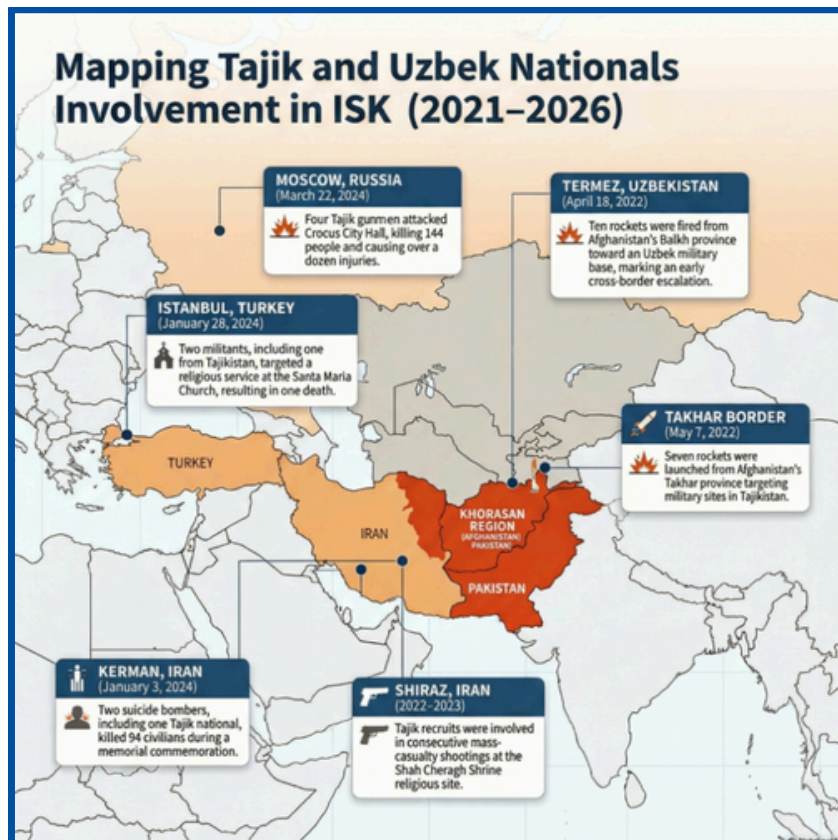 Mapping Tajik and Uzbek Nationals
Involvement in ISK (2021–2026)
MOSCOW, RUSSIA
(March 22, 2024)
Four Tajik gunmen attacked
Crocus City Hall, killing 144
people and causing over a
dozen injuries.
TERMEZ, UZBEKISTAN
(April 18, 2022)
Ten rockets were fired from
Afghanistan's Balkh province
toward an Uzbek military
base, marking an early
cross-border escalation.
ISTANBUL, TURKEY
(January 28, 2024)
Two militants, including one
from Tajikistan, targeted a
religious service at the Santa Maria
Church, resulting in one death.
TAKHAR BORDER
(May 7, 2022)
Seven rockets were
launched from Afghanistan's
Takhar province targeting
military sites in Tajikistan.
TURKEY
IRAN
KHORASAN
REGION
(AFGHANISTAN)
PAKISTAN)
PAKISTAN
KERMAN, IRAN
(January 3, 2024)
Two suicide bombers,
including one Tajik national,
killed 94 civilians during a
memorial commemoration.
SHIRAZ, IRAN
(2022–2023)
Tajik recruits were involved
in consecutive mass-
casualty shootings at the
Shah Cheragh Shrine
religious site.